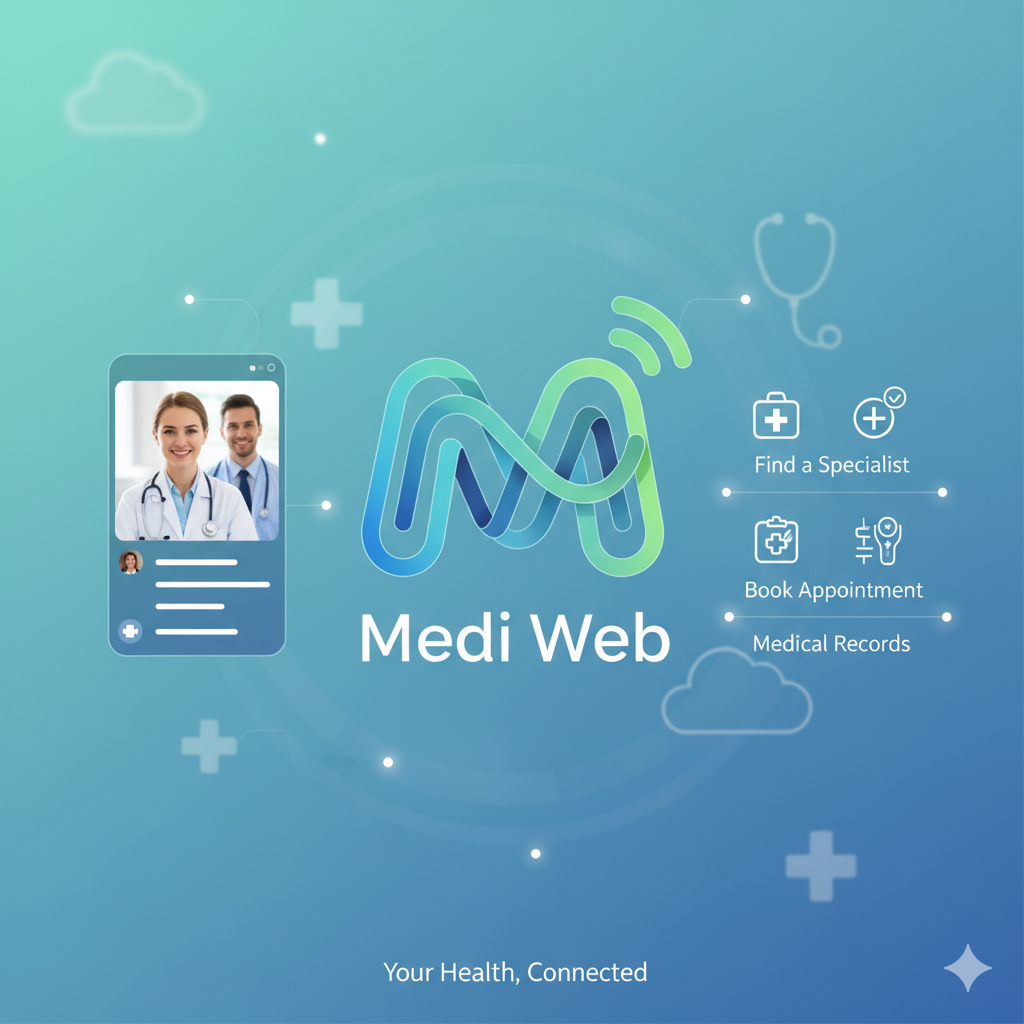 Find a Specialist
Book Appointment
Medi Web
Medical Records
Your Health, Connected